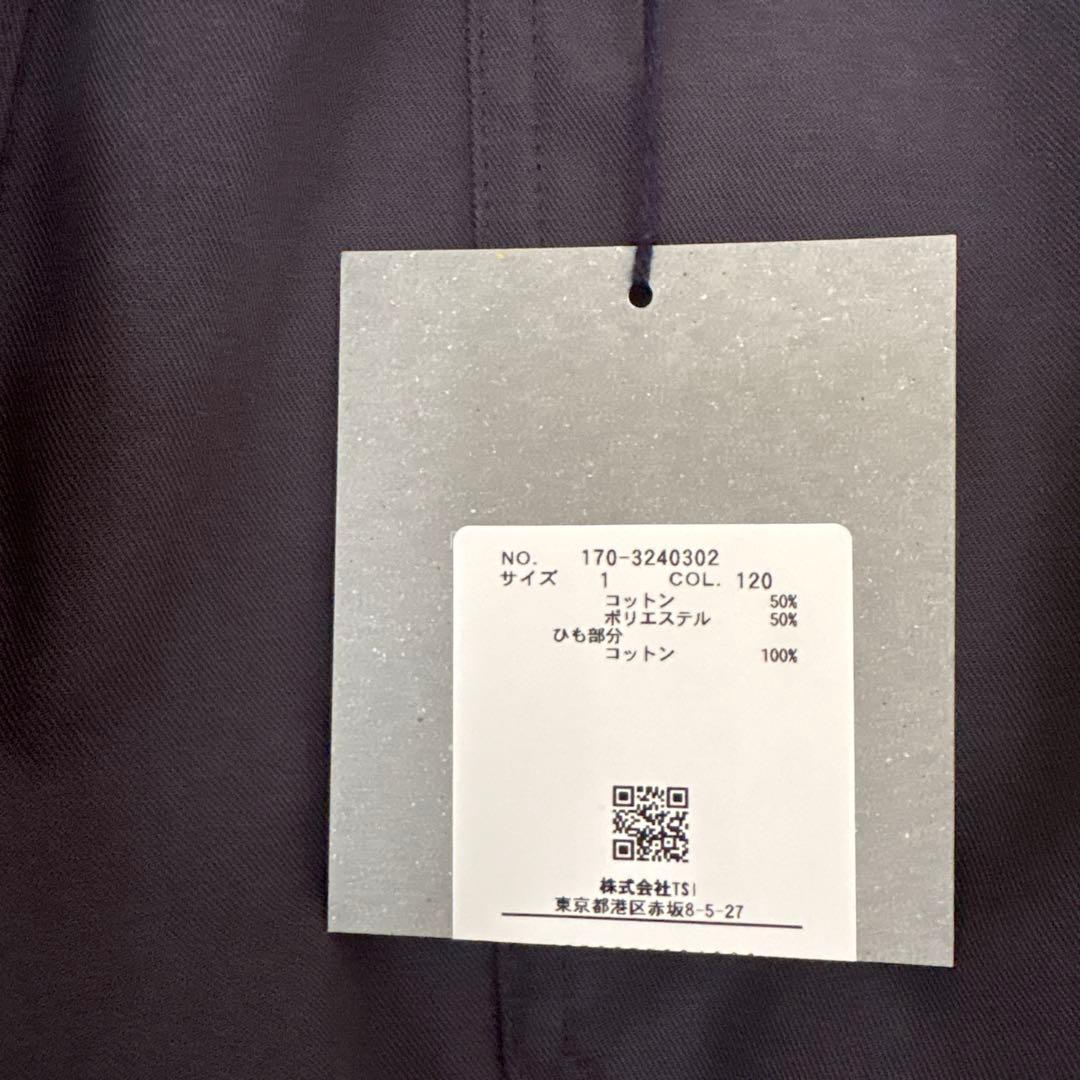 NO. 170-3240302
サイズ 1 COL. 120
コットン 50%
ポリエステル 50%
ひも部分
コットン 100%
株式会社TSI
東京都港区赤坂8-5-27